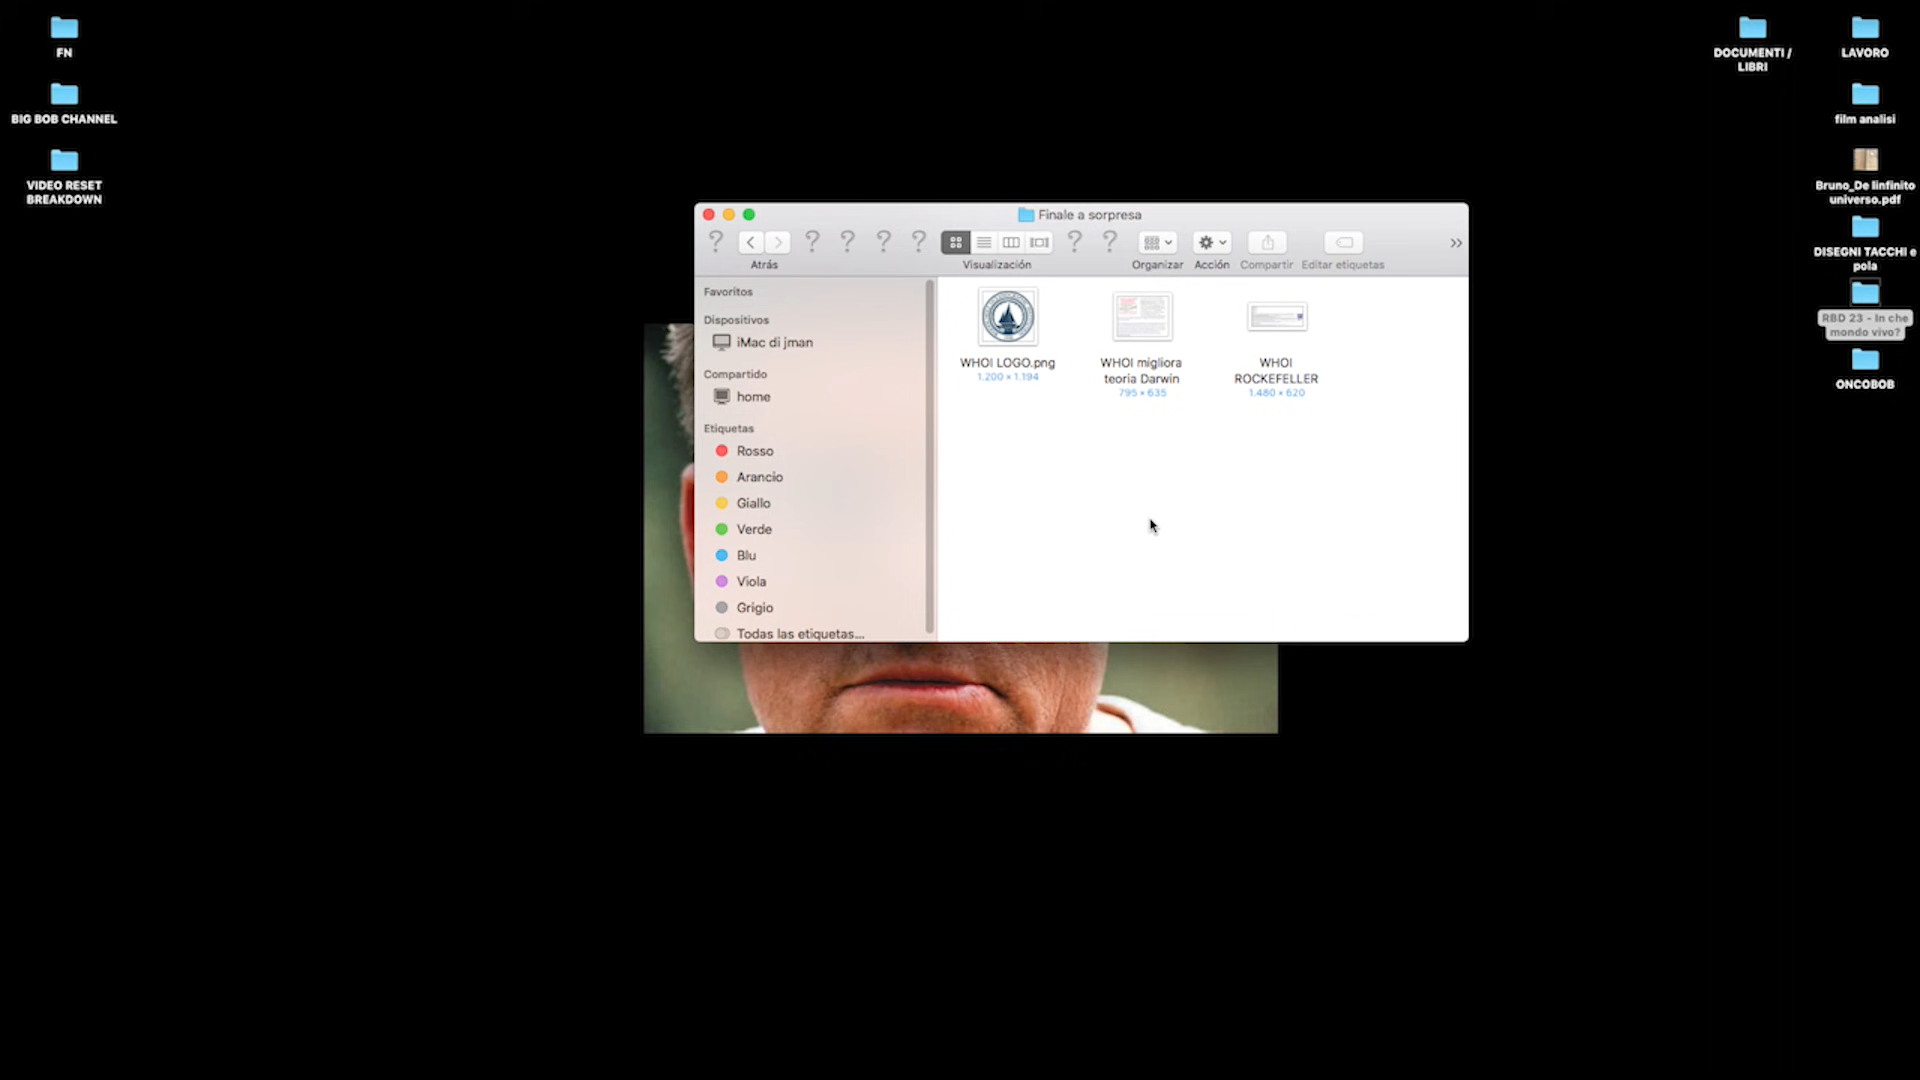 FN
BIG BOB CHANNEL
VIDEO RESET
BREAKDOWN
DOCUMENTI /
LIBRI
LAVORO
film analisi
Bruno_De linfinito
universo.pdf
DISEGNI TACCHI e
pola
RBD 23 - In che
mondo vivo?
ONCOBOB
Finale a sorpresa
Atrás
Visualización
Organizar
Acción
Compartir
Editar etiquetas
Favoritos
Dispositivos
iMac di jman
Compartido
home
Etiquetas
Rosso
Arancio
Giallo
Verde
Blu
Viola
Grigio
Todas las etiquetas...
WHOI LOGO.png
1.200 × 1.194
WHOI migliora
teoria Darwin
795 × 635
WHOI
ROCKEFELLER
1.480 × 620